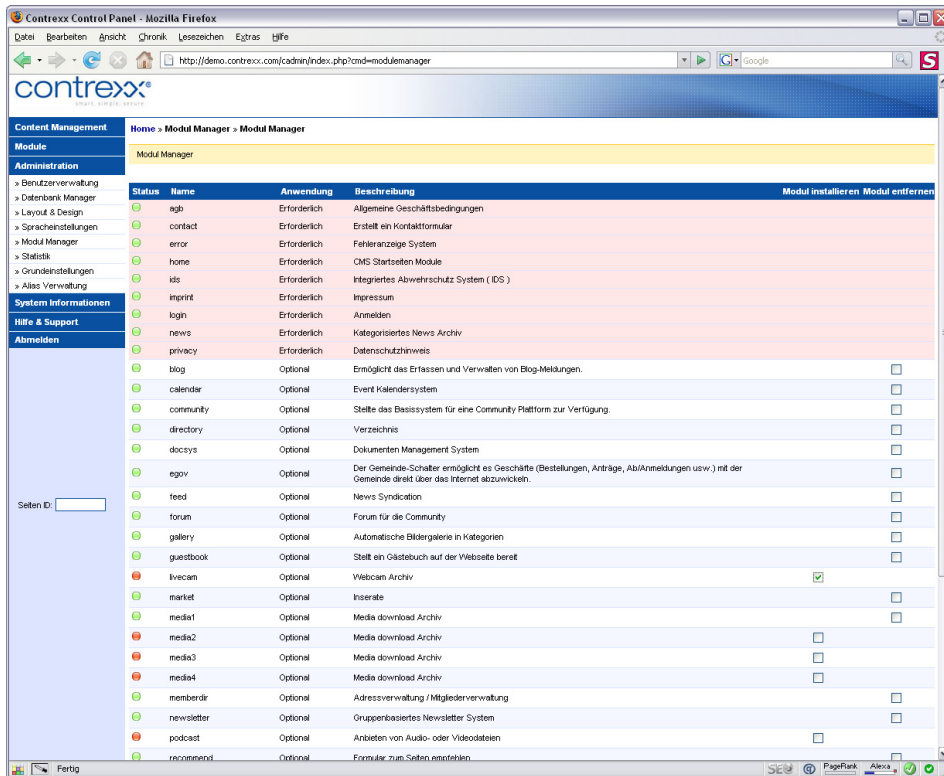 Contrexx Control Panel - Mozilla Firefox
Datei Bearbeiten Ansicht Chronik Lesezeichen Extras Hilfe
http://demo.contrexx.com/cadmin/index.php?cmd=modulemanager
G Google
S
contrexx®
smart. simple. secure
Content Management
Module
Administration
» Benutzerverwaltung
» Datenbank Manager
» Layout & Design
» Spracheinstellungen
» Modul Manager
» Statistik
» Grundeinstellungen
» Alias Verwaltung
System Informationen
Hilfe & Support
Abmelden
Seiten ID:
Home » Modul Manager » Modul Manager
Modul Manager
Status Name Anwendung Beschreibung Modul installieren Modul entfernen
agb Erforderlich Allgemeine Geschäftsbedingungen
contact Erforderlich Erstellt ein Kontaktformular
error Erforderlich Fehleranzeige System
home Erforderlich CMS Startseiten Module
ids Erforderlich Integriertes Abwehrschutz System ( IDS )
imprint Erforderlich Impressum
login Erforderlich Anmelden
news Erforderlich Kategorisiertes News Archiv
privacy Erforderlich Datenschutzhinweis
blog Optional Ermöglicht das Erfassen und Verwalten von Blog-Meldungen.
calendar Optional Event Kalendersystem
community Optional Stellte das Basissystem für eine Community Plattform zur Verfügung.
directory Optional Verzeichnis
docsys Optional Dokumenten Management System
egov Optional Der Gemeinde-Schalter ermöglicht es Geschäfte (Bestellungen, Anträge, Ab/Anmeldungen usw.) mit der
Gemeinde direkt über das Internet abzuwickeln.
feed Optional News Syndication
forum Optional Forum für die Community
gallery Optional Automatische Bildergalerie in Kategorien
guestbook Optional Stellt ein Gästebuch auf der Webseite bereit
livecam Optional Webcam Archiv
market Optional Inserate
media1 Optional Media download Archiv
media2 Optional Media download Archiv
media3 Optional Media download Archiv
media4 Optional Media download Archiv
memberdir Optional Adressverwaltung / Mitgliederverwaltung
newsletter Optional Gruppenbasiertes Newsletter System
podcast Optional Anbieten von Audio- oder Videodateien
recommend Optional Formular zum Seiten empfehlen
Fertig
PageRank Alexa